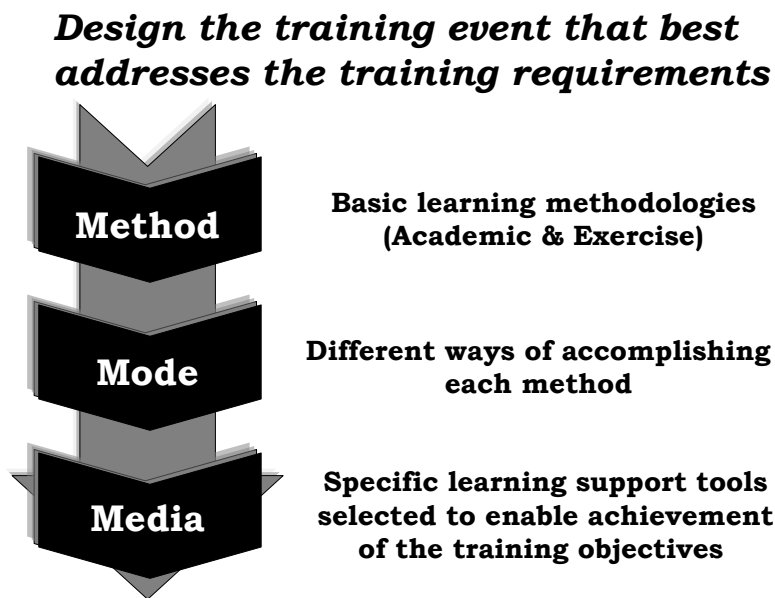 Design the training event that best
addresses the training requirements
Method
Basic learning methodologies
(Academic & Exercise)
Mode
Different ways of accomplishing
each method
Media
Specific learning support tools
selected to enable achievement
of the training objectives